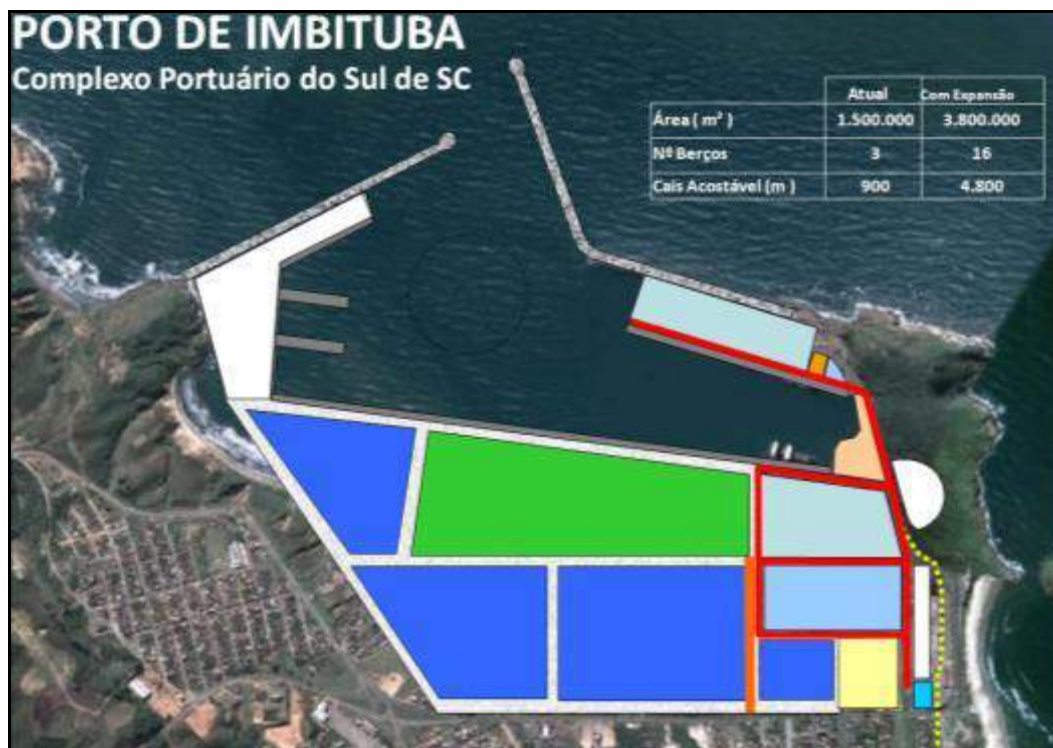 PORTO DE IMBITUBA
Complexo Portuário do Sul de SC
Atual Com Expansão
Área ( m² ) 1.500.000 3.800.000
Nº Berços 3 16
Cais Acostável (m ) 900 4.800